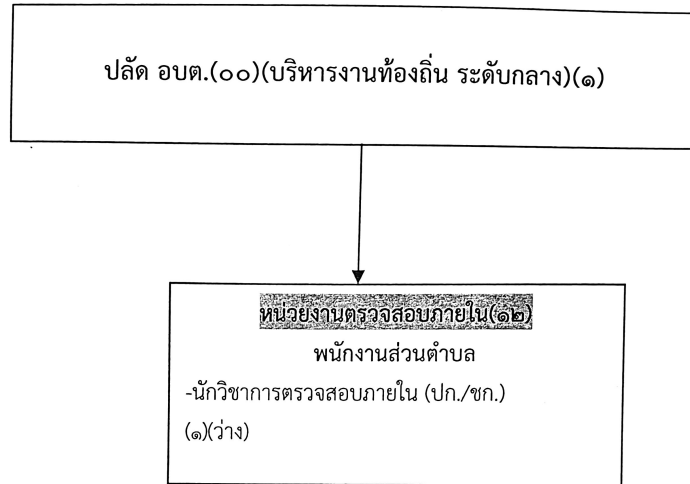 ปลัด อบต.(๐๐)(บริหารงานท้องถิ่น ระดับกลาง)(๑)
หน่วยงานตรวจสอบภายใน(๑๒)
พนักงานส่วนตำบล
-นักวิชาการตรวจสอบภายใน (ปก./ชก.)
(๑)(ว่าง)